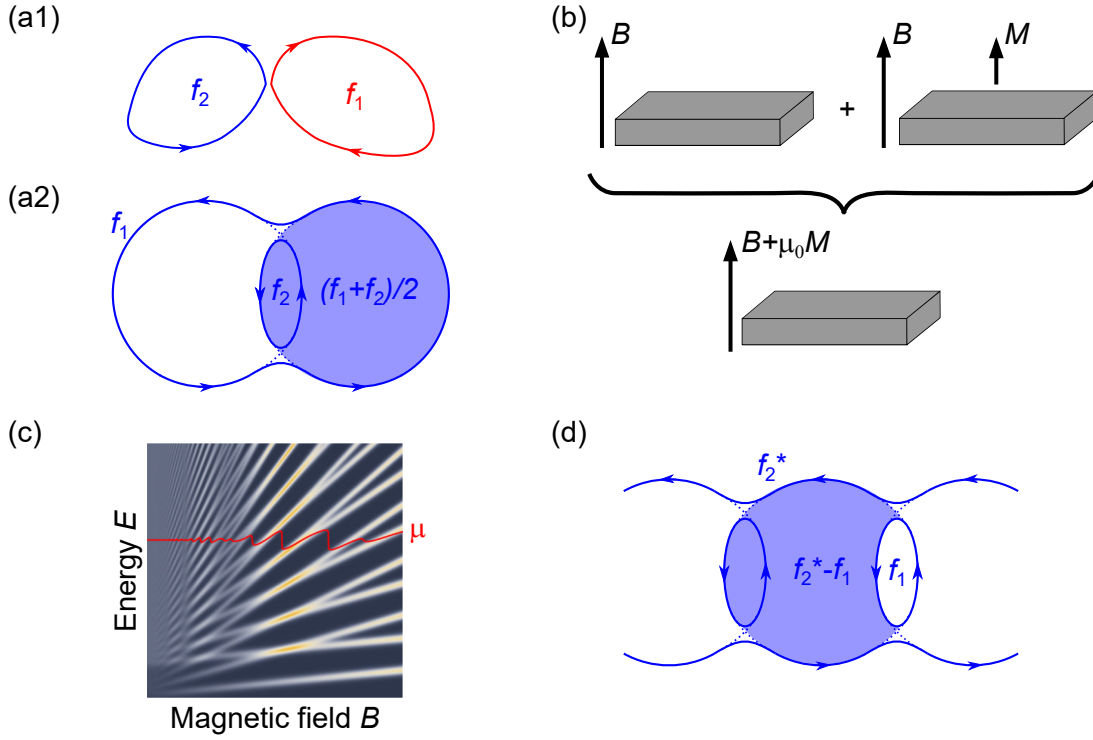 (a1)
f₂
f₁
(a2)
f₁
f₂
(f₁+f₂)/2
(b)
B
B
M
+
B+μ₀M
(c)
Energy E
μ
Magnetic field B
(d)
f₂*
f₂*-f₁
f₁